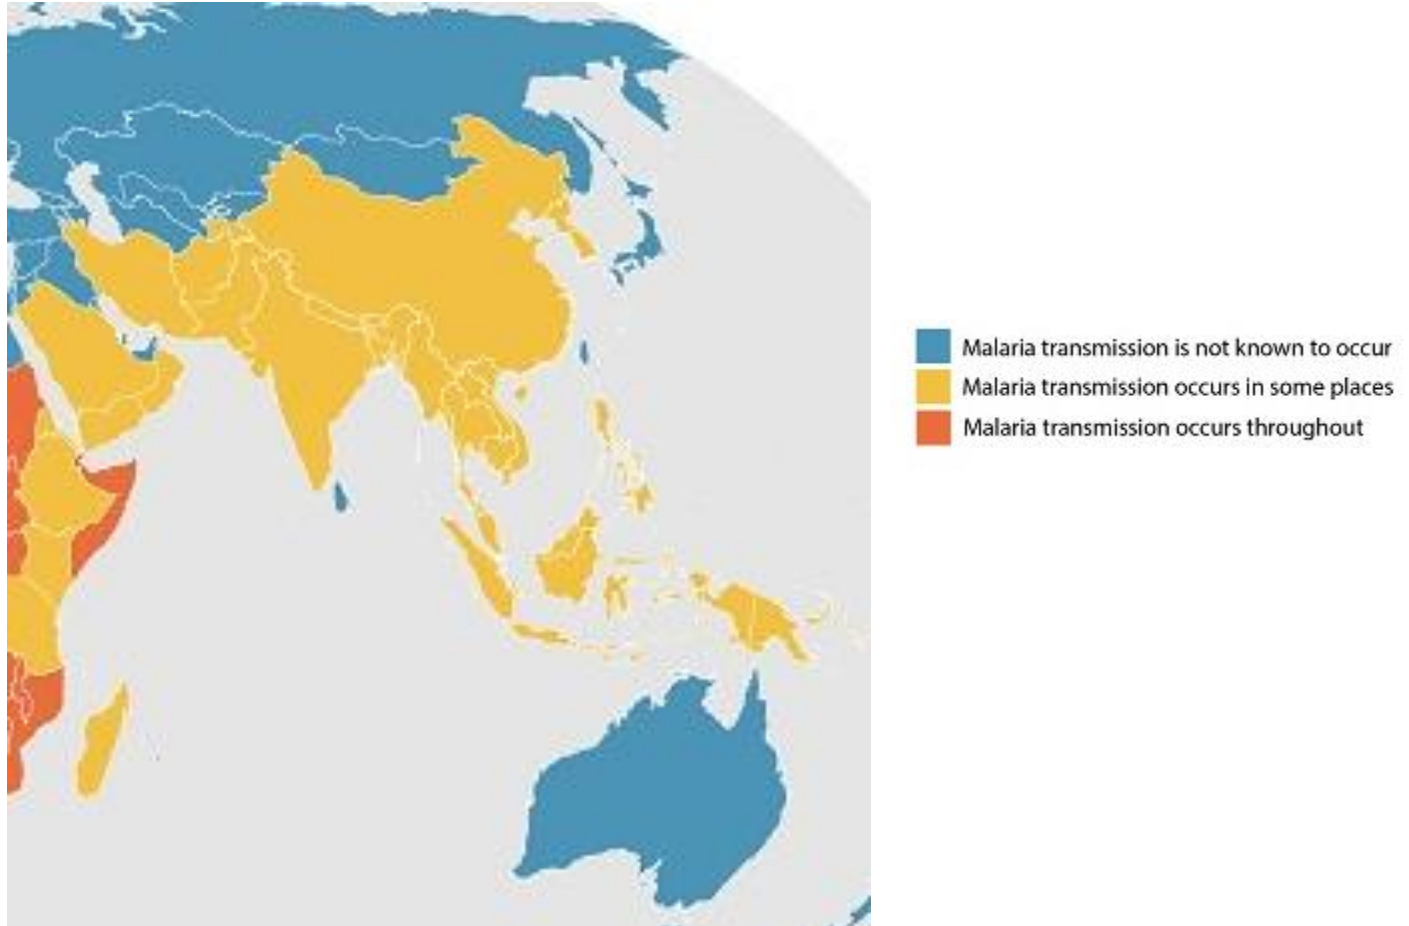 Malaria transmission is not known to occur
Malaria transmission occurs in some places
Malaria transmission occurs throughout